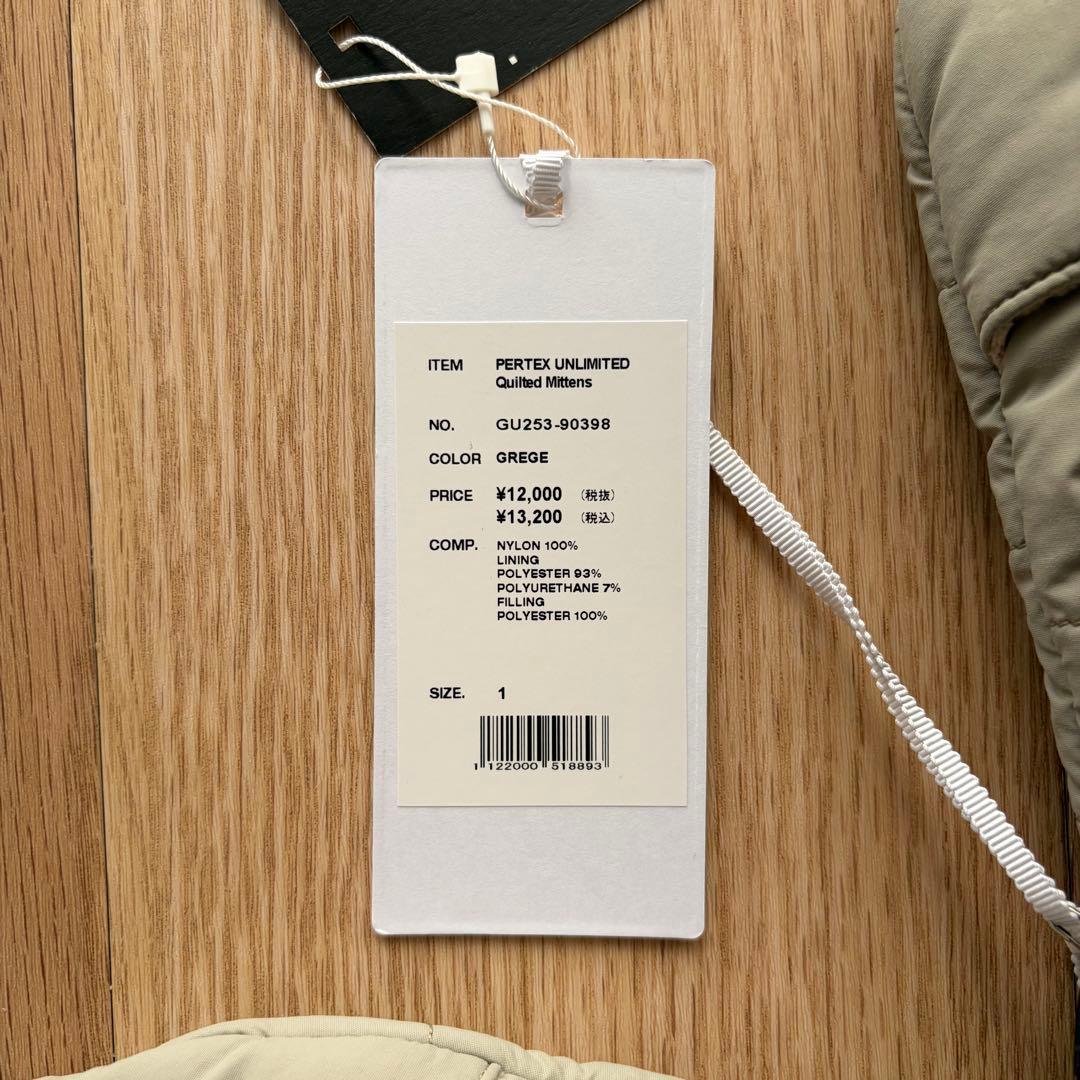 ITEM PERTEX UNLIMITED
Quilted Mittens
NO. GU253-90398
COLOR GREGE
PRICE ¥12,000 (税抜)
¥13,200 (税込)
COMP. NYLON 100%
LINING
POLYESTER 93%
POLYURETHANE 7%
FILLING
POLYESTER 100%
SIZE. 1
1 122000 518893